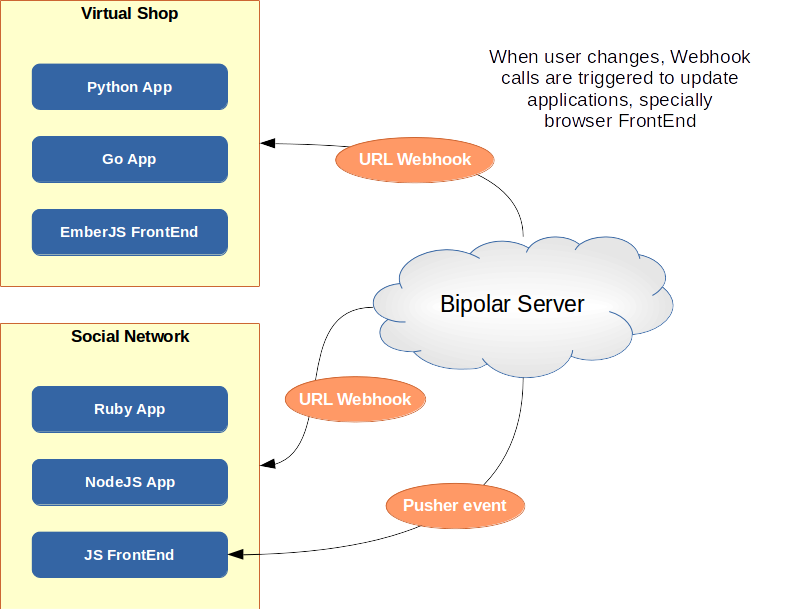 Virtual Shop
Python App
Go App
EmberJS FrontEnd
When user changes, Webhook
calls are triggered to update
applications, specially
browser FrontEnd
URL Webhook
Bipolar Server
Social Network
Ruby App
NodeJS App
JS FrontEnd
URL Webhook
Pusher event